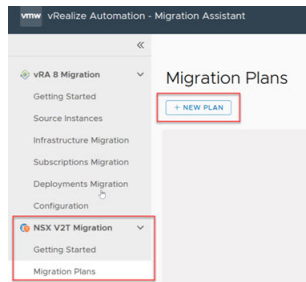 vmw vRealize Automation - Migration Assistant
«
vRA 8 Migration
Getting Started
Source Instances
Infrastructure Migration
Subscriptions Migration
Deployments Migration
Configuration
NSX V2T Migration
Getting Started
Migration Plans
Migration Plans
+ NEW PLAN